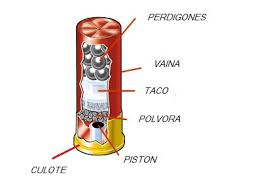 PERDIGONES
VAINA
TACO
POLVORA
PISTON
CULOTE